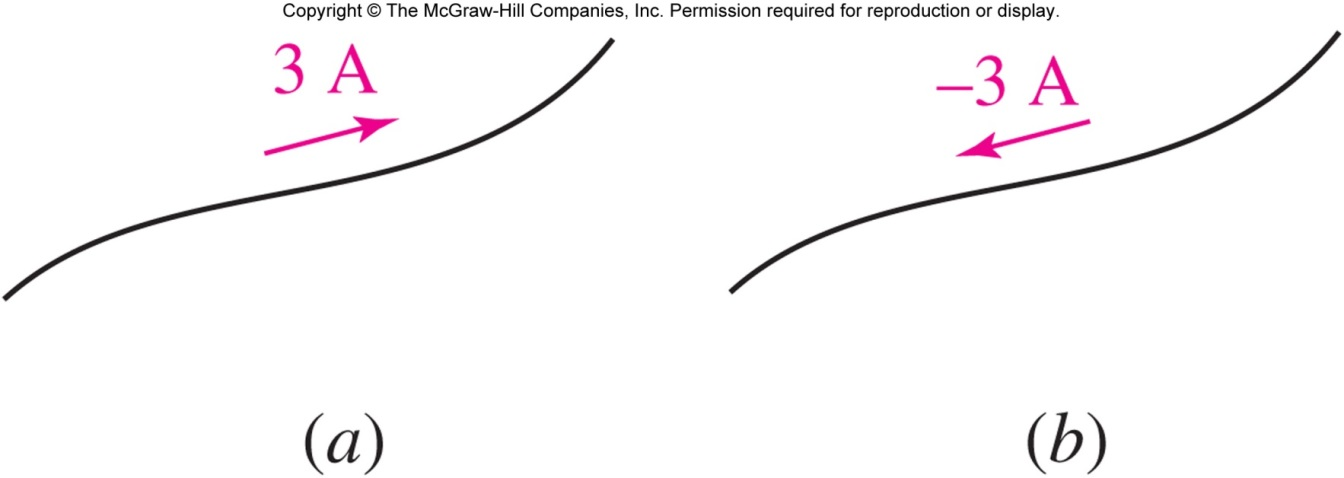 Copyright © The McGraw-Hill Companies, Inc. Permission required for reproduction or display.
3 A
–3 A
(a)
(b)